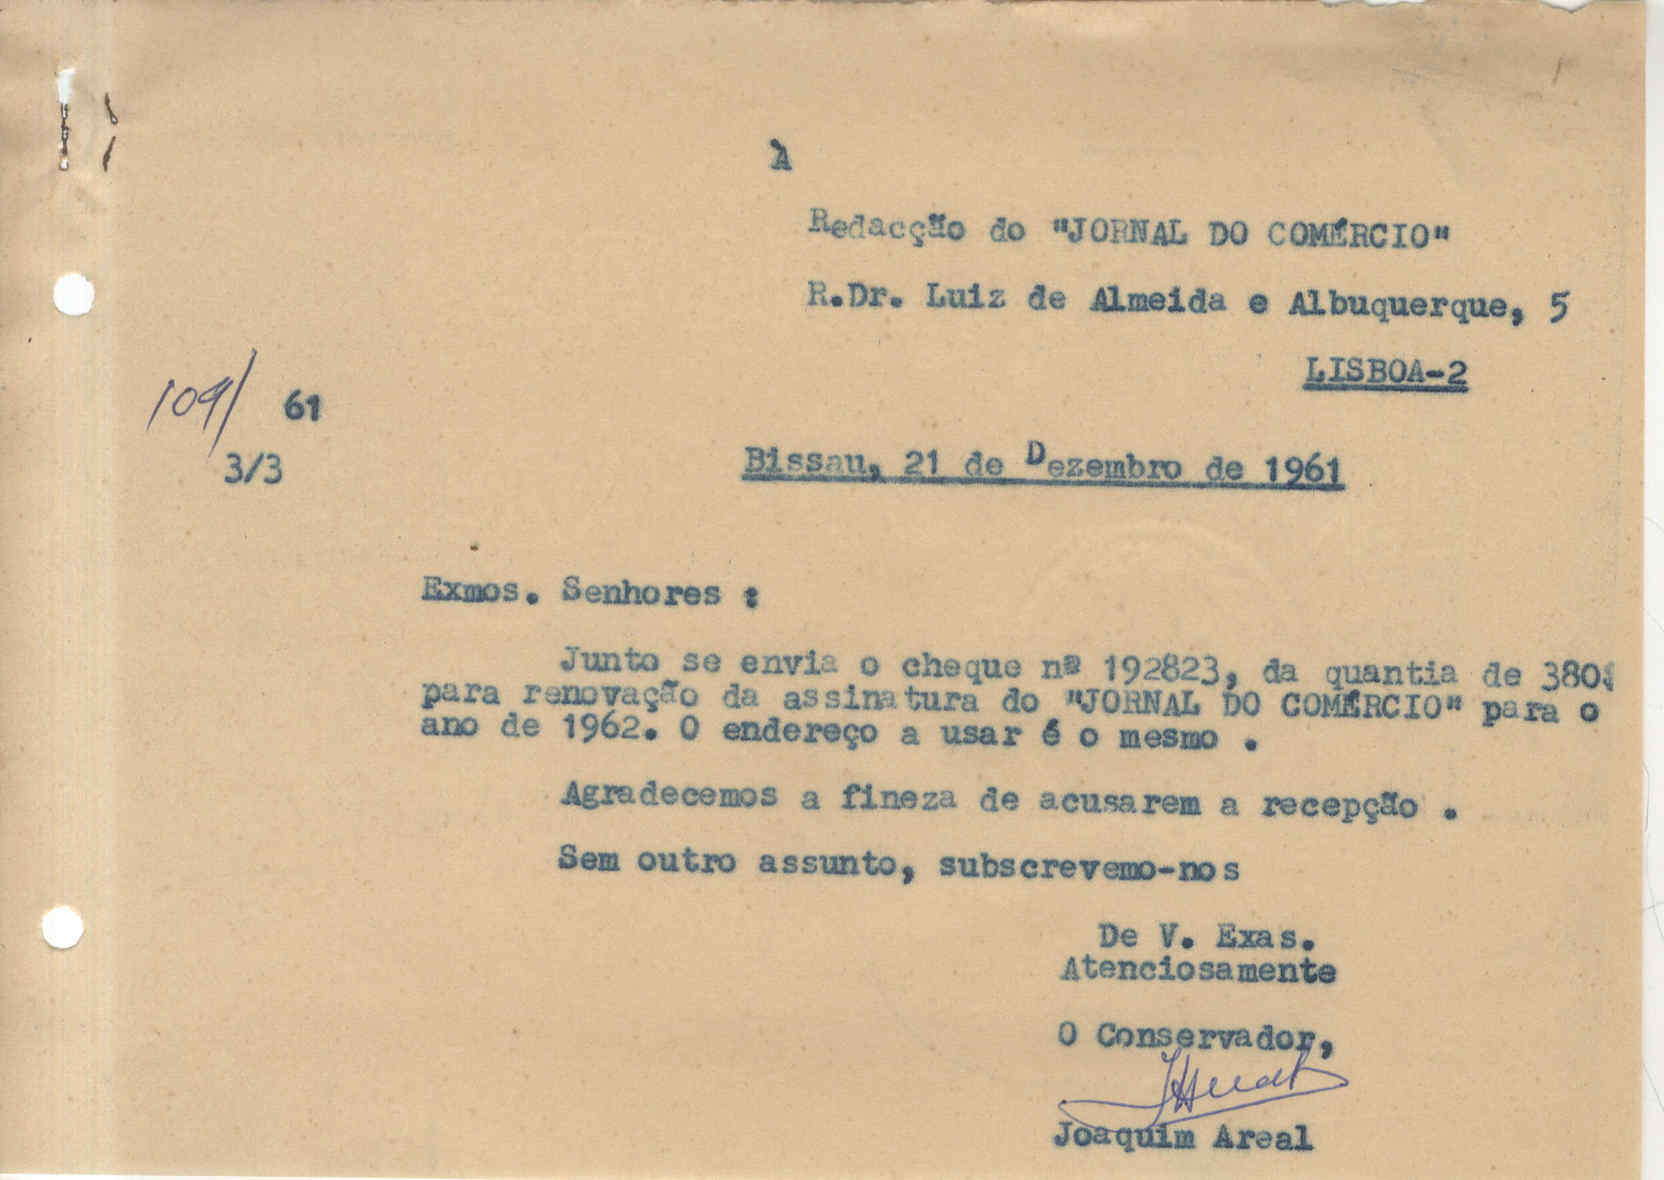 À
Redacção do "JORNAL DO COMÉRCIO"
R.Dr. Luiz de Almeida e Albuquerque, 5
LISBOA-2
109/ 61
3/3
Bissau, 21 de Dezembro de 1961
Exmos. Senhores :
Junto se envia o cheque nº 192823, da quantia de 380$
para renovação da assinatura do "JORNAL DO COMÉRCIO" para o
ano de 1962. O endereço a usar é o mesmo .
Agradecemos a fineza de acusarem a recepção .
Sem outro assunto, subscrevemo-nos
De V. Exas.
Atenciosamente
O Conservador,
Joaquim Areal